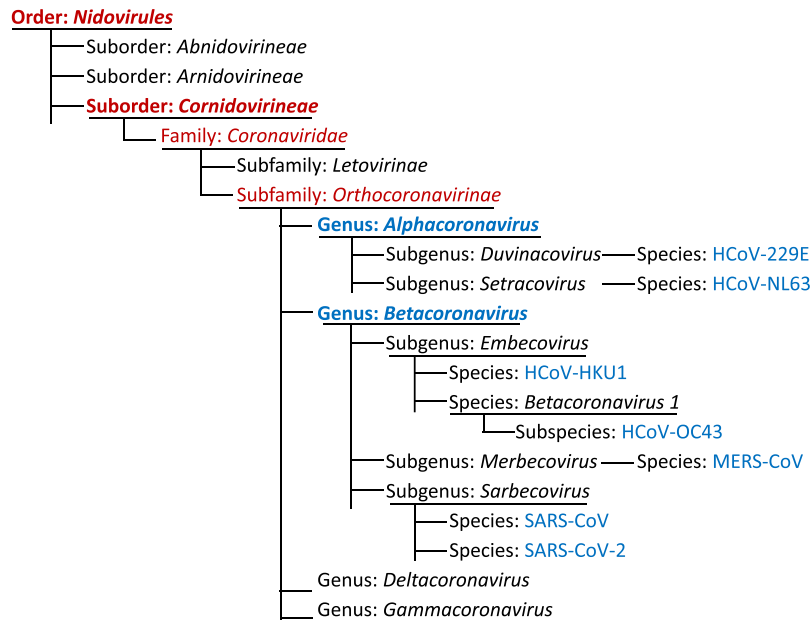 Order: Nidovirules
Suborder: Abnidovirineae
Suborder: Arnidovirineae
Suborder: Cornidovirineae
Family: Coronaviridae
Subfamily: Letovirinae
Subfamily: Orthocoronavirinae
Genus: Alphacoronavirus
Subgenus: Duvinacovirus Species: HCoV-229E
Subgenus: Setracovirus Species: HCoV-NL63
Genus: Betacoronavirus
Subgenus: Embecovirus
Species: HCoV-HKU1
Species: Betacoronavirus 1
Subspecies: HCoV-OC43
Subgenus: Merbecovirus Species: MERS-CoV
Subgenus: Sarbecovirus
Species: SARS-CoV
Species: SARS-CoV-2
Genus: Deltacoronavirus
Genus: Gammacoronavirus